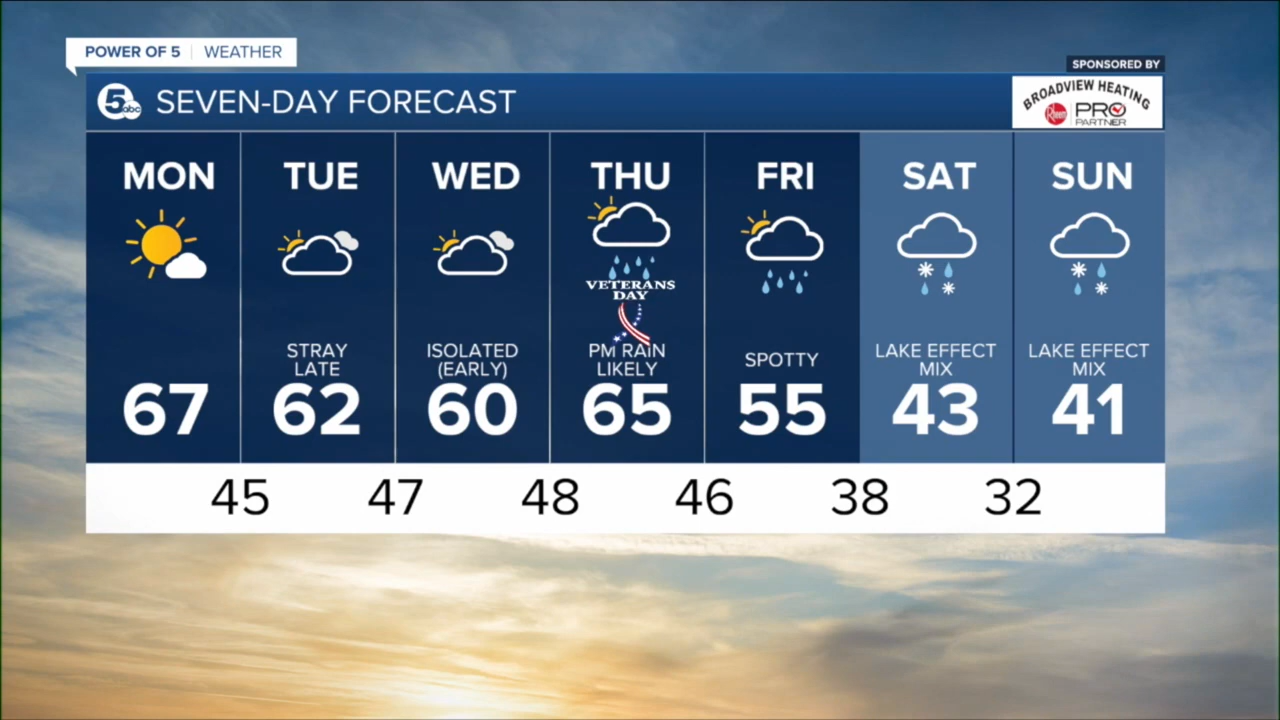 POWER OF 5 | WEATHER
SPONSORED BY
5 abc SEVEN-DAY FORECAST
BROADVIEW HEATING
Rheem PRO
PARTNER
MON TUE WED THU FRI SAT SUN
VETERANS
DAY
STRAY
LATE
ISOLATED
(EARLY)
PM RAIN
LIKELY
SPOTTY
LAKE EFFECT
MIX
LAKE EFFECT
MIX
67 62 60 65 55 43 41
45 47 48 46 38 32